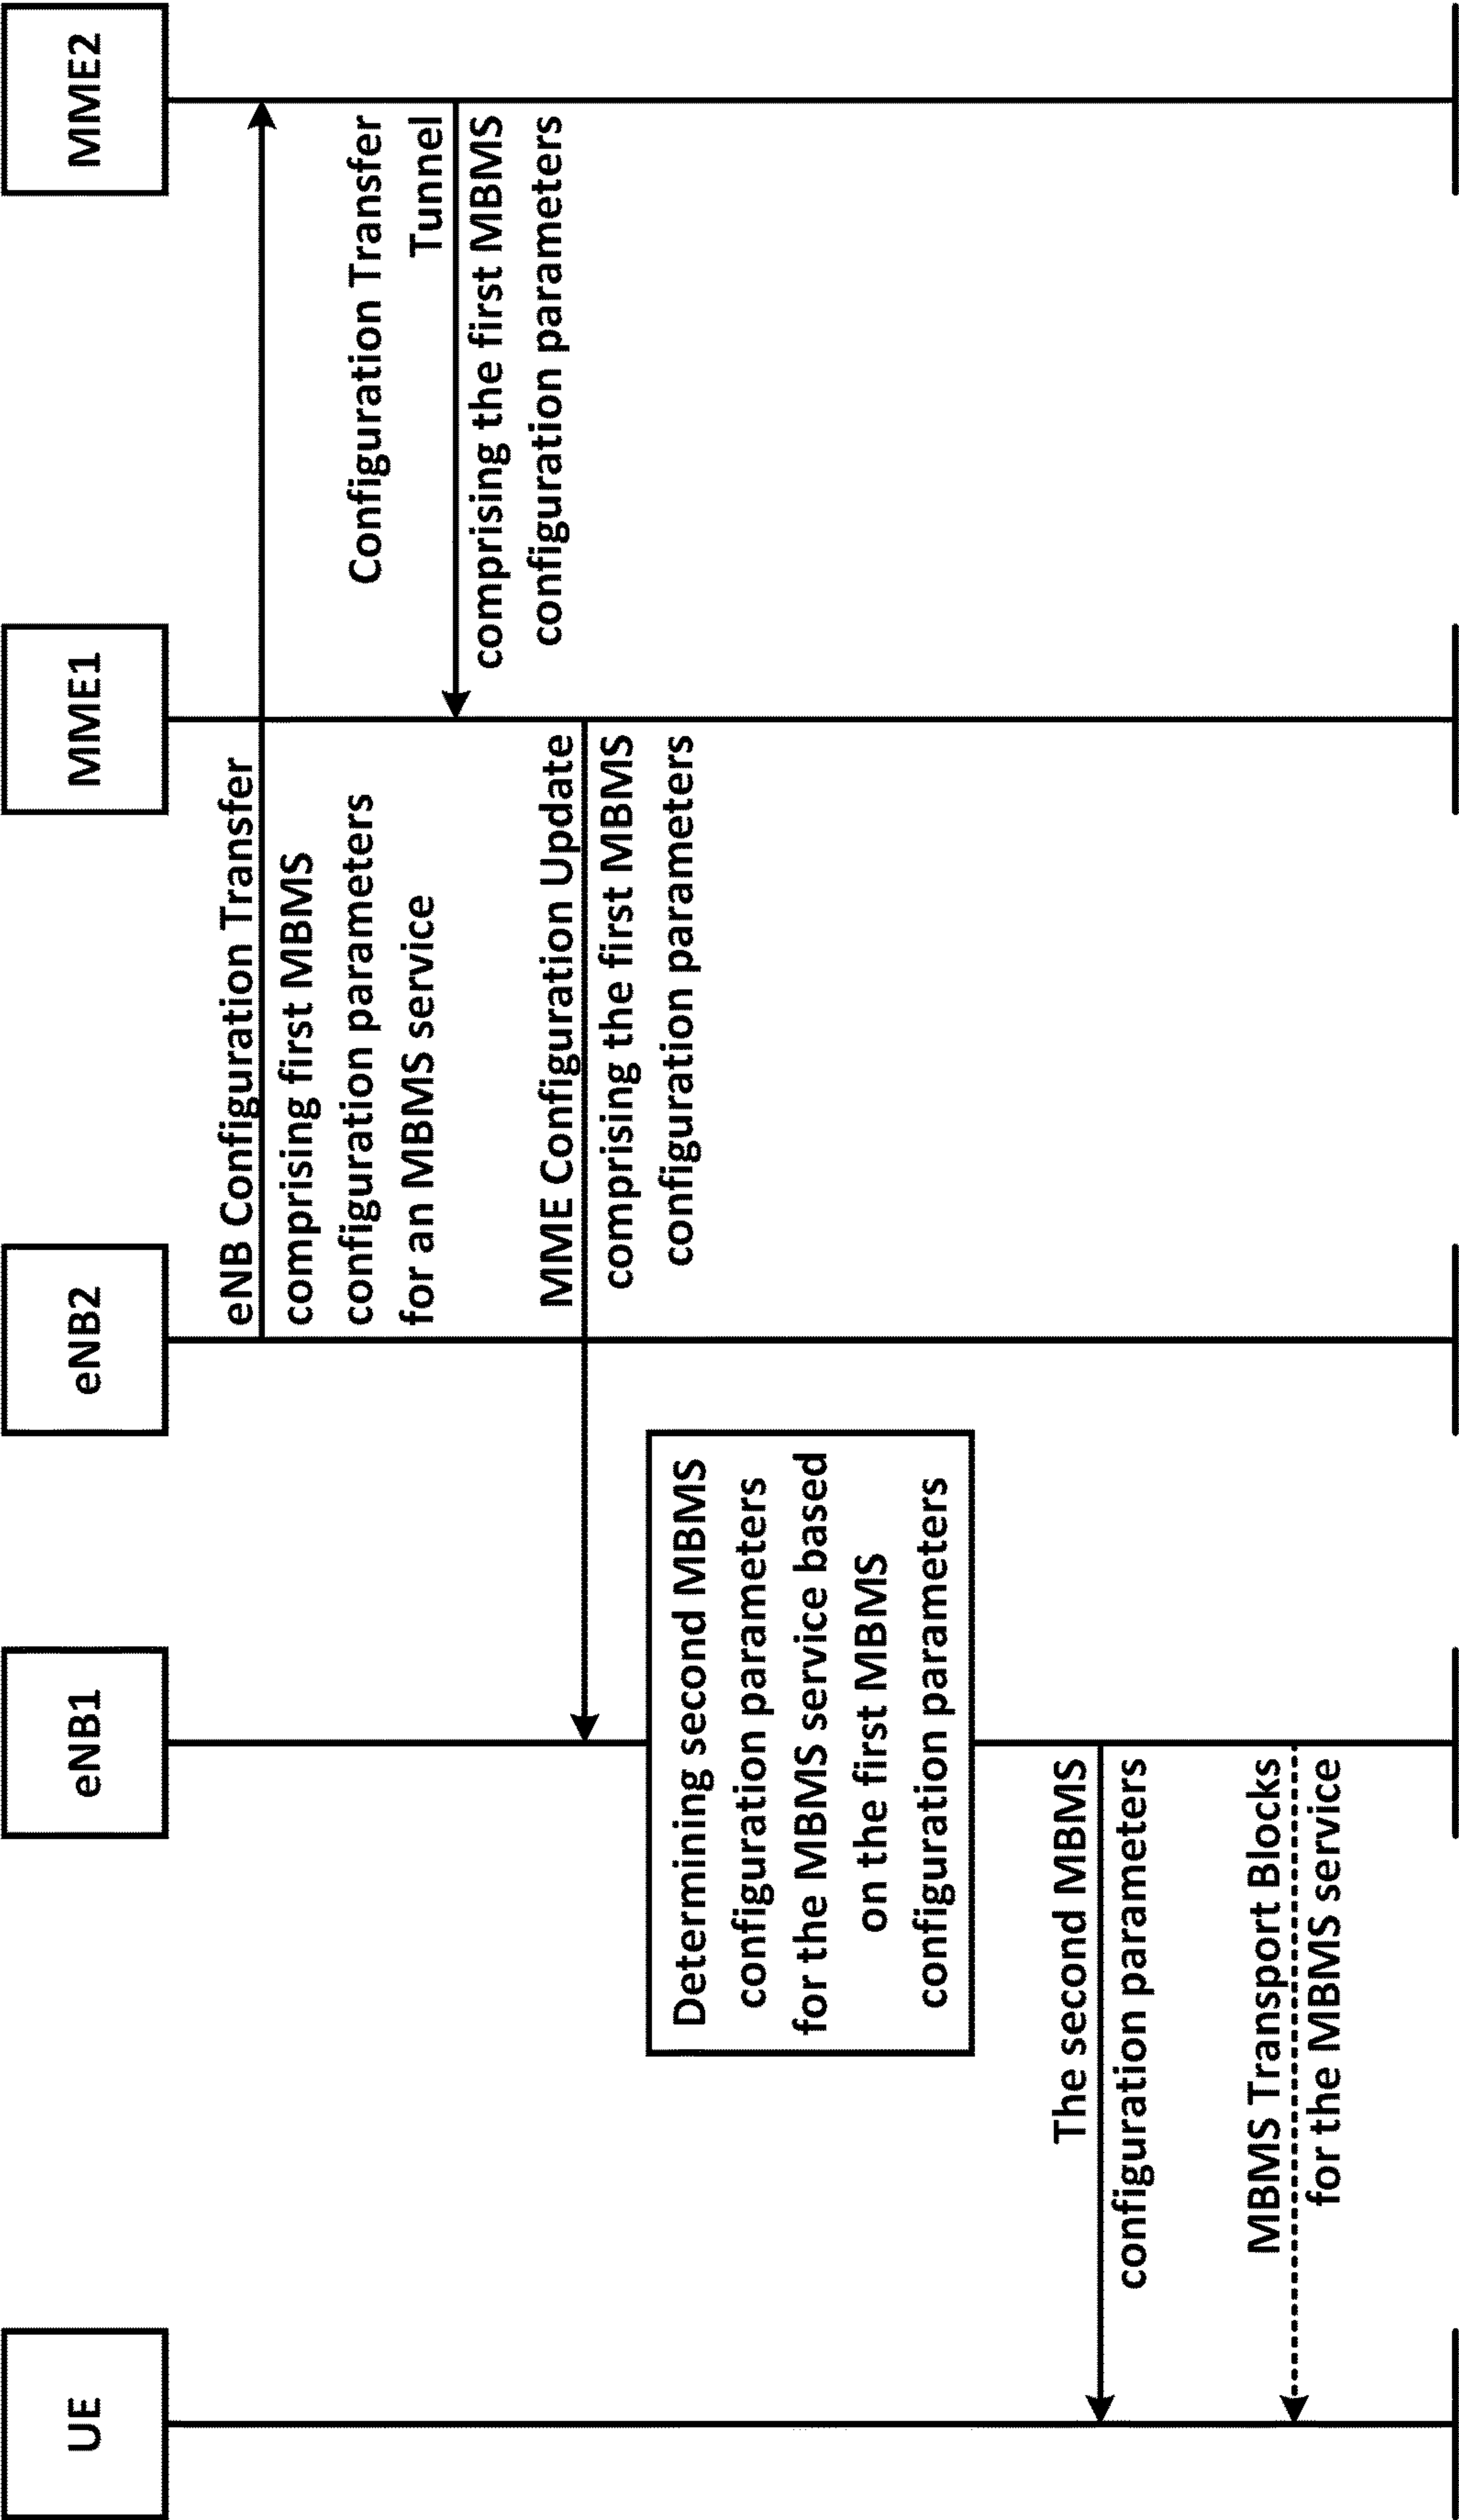 UE
eNB1
eNB2
MME1
MME2
eNB Configuration Transfer
comprising first MBMS
configuration parameters
for an MBMS service
Configuration Transfer
Tunnel
comprising the first MBMS
configuration parameters
MME Configuration Update
comprising the first MBMS
configuration parameters
Determining second MBMS
configuration parameters
for the MBMS service based
on the first MBMS
configuration parameters
The second MBMS
configuration parameters
MBMS Transport Blocks
for the MBMS service